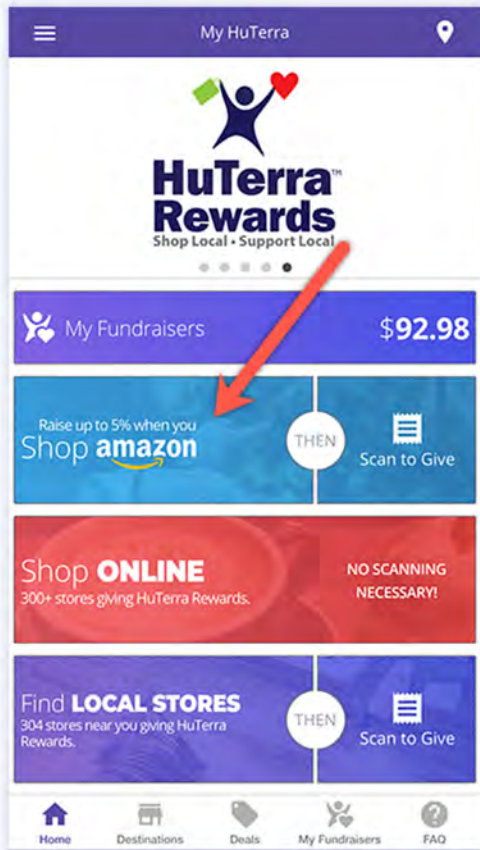 My HuTerra
HuTerra™
Rewards
Shop Local • Support Local
My Fundraisers
$92.98
Raise up to 5% when you
Shop amazon
THEN
Scan to Give
Shop ONLINE
300+ stores giving HuTerra Rewards.
NO SCANNING
NECESSARY!
Find LOCAL STORES
304 stores near you giving HuTerra
Rewards.
THEN
Scan to Give
Home
Destinations
Deals
My Fundraisers
FAQ